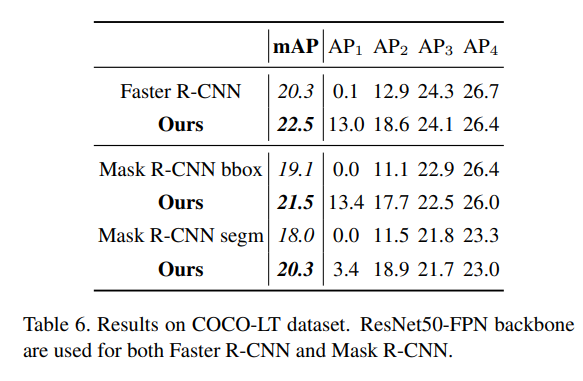 mAP AP1 AP2 AP3 AP4
Faster R-CNN 20.3 0.1 12.9 24.3 26.7
Ours 22.5 13.0 18.6 24.1 26.4
Mask R-CNN bbox 19.1 0.0 11.1 22.9 26.4
Ours 21.5 13.4 17.7 22.5 26.0
Mask R-CNN segm 18.0 0.0 11.5 21.8 23.3
Ours 20.3 3.4 18.9 21.7 23.0
Table 6. Results on COCO-LT dataset. ResNet50-FPN backbone
are used for both Faster R-CNN and Mask R-CNN.